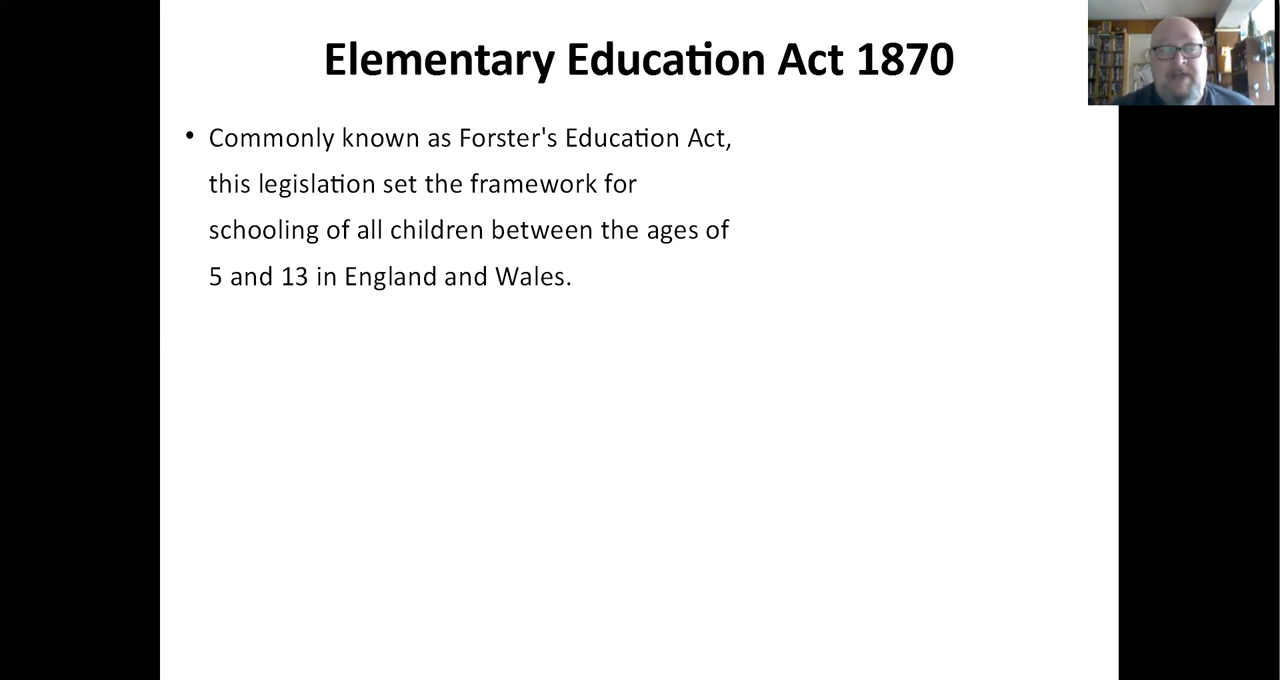 Elementary Education Act 1870
• Commonly known as Forster's Education Act,
this legislation set the framework for
schooling of all children between the ages of
5 and 13 in England and Wales.